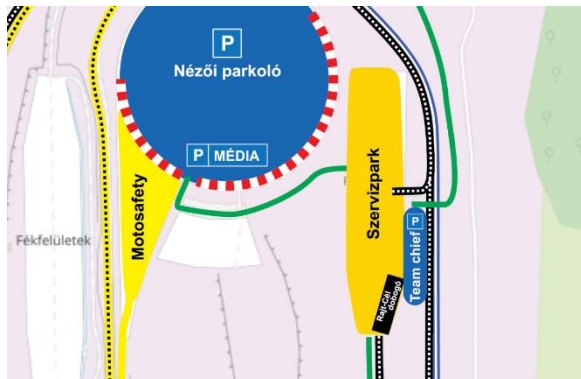 P
Nézői parkoló
P MÉDIA
Motosafety
Szervizpark
P
Team chief
Fékfelületek
Rajt-Cél
dobogó